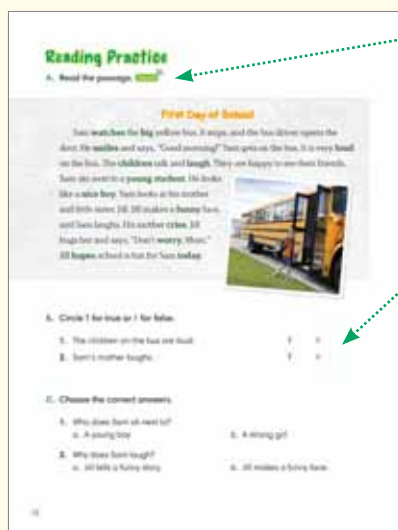 Reading Practice
A. Read the passage.
First Day of School
Sam watches the big yellow bus. It stops, and the bus driver opens the
door. He smiles and says, "Good morning!" Sam gets on the bus. It is very loud
on the bus. The children talk and laugh. They are happy to see their friends.
Sam sits next to a young student. He looks
like a nice boy. Sam looks at his mother
and little sister, Jill. Jill makes a funny face,
and Sam laughs. His mother cries. Jill
hugs her and says, "Don't worry, Mom."
Jill hopes school is fun for Sam today.
B. Circle T for true or F for false.
1. The children on the bus are loud. T F
2. Sam's mother laughs. T F
C. Choose the correct answers.
1. Who does Sam sit next to?
a. A young boy b. A strong girl
2. Why does Sam laugh?
a. Jill tells a funny story. b. Jill makes a funny face.